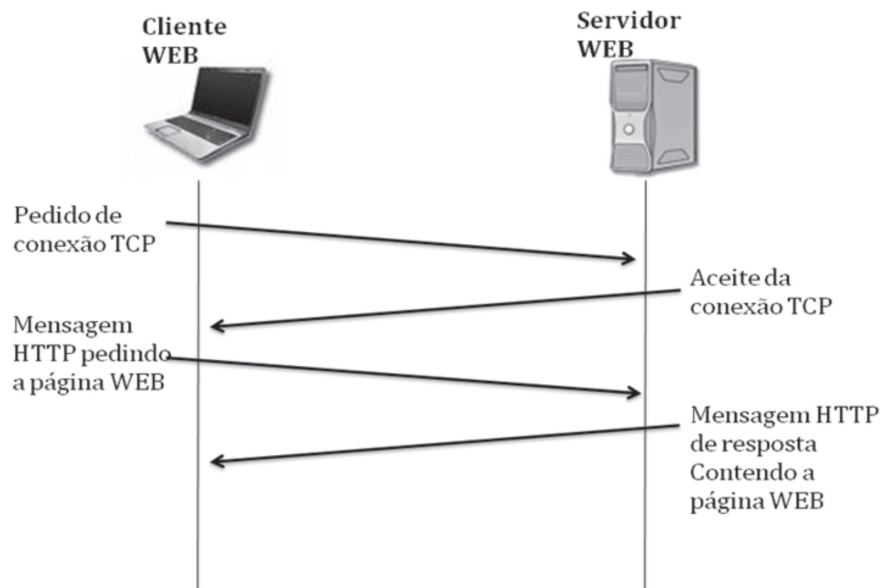 Cliente
WEB
Servidor
WEB
Pedido de
conexão TCP
Aceite da
conexão TCP
Mensagem
HTTP pedindo
a página WEB
Mensagem HTTP
de resposta
Contendo a
página WEB